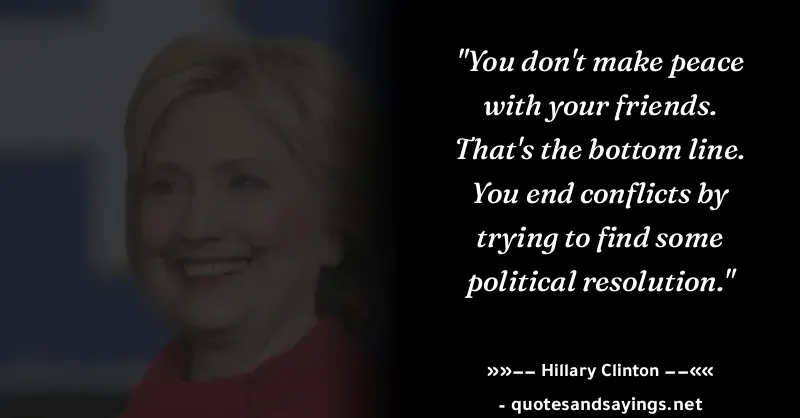 "You don't make peace
with your friends.
That's the bottom line.
You end conflicts by
trying to find some
political resolution."
»»–– Hillary Clinton ––««
- quotesandsayings.net